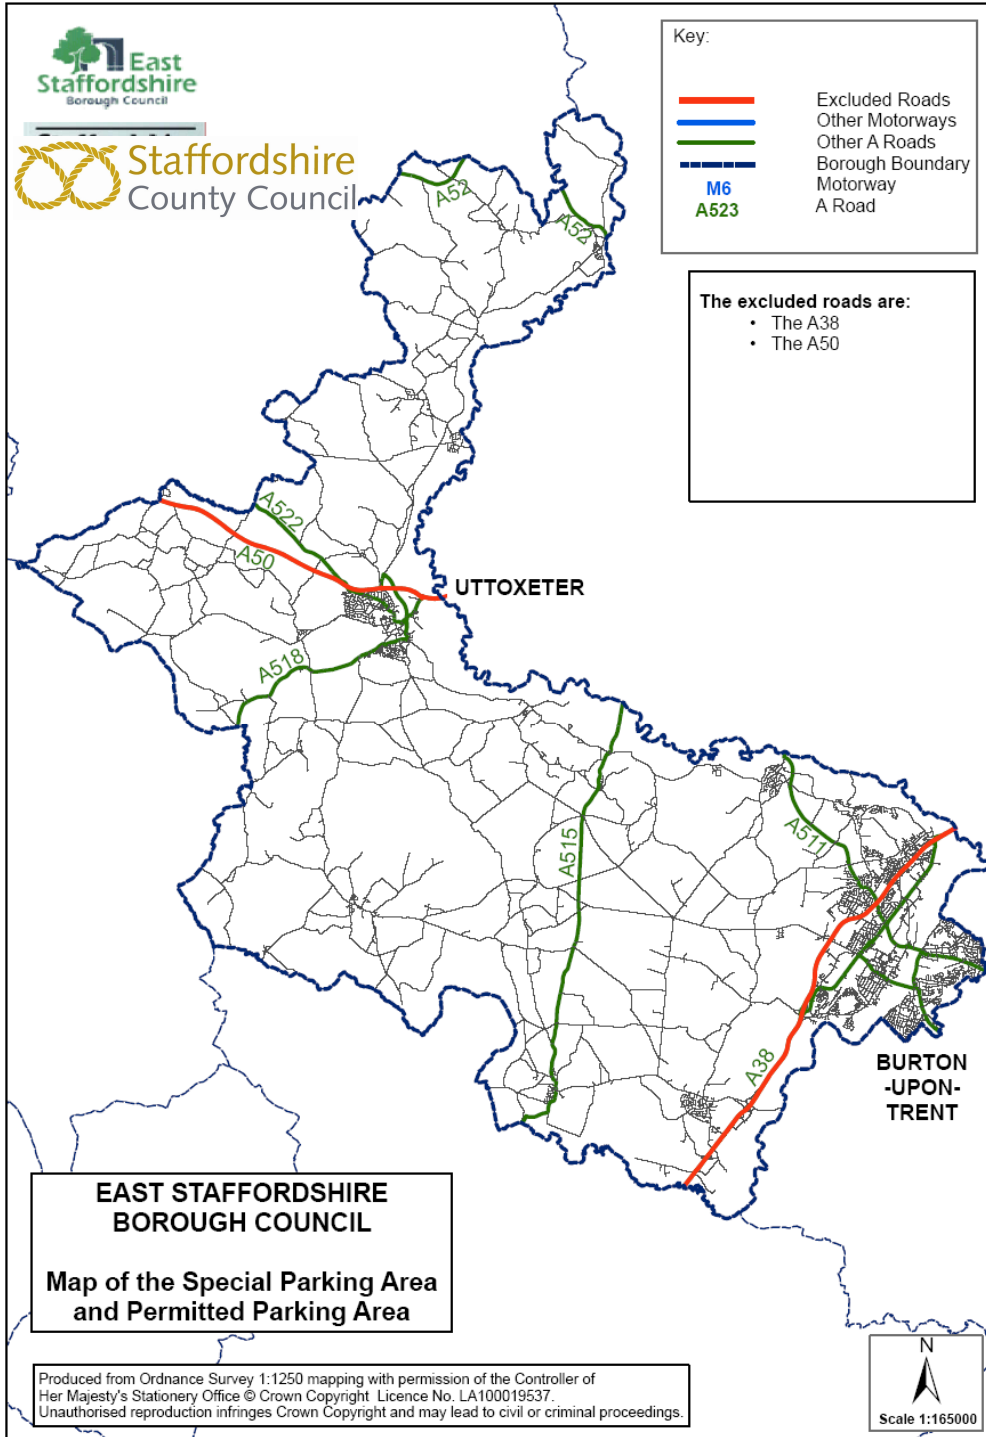 East
Staffordshire
Borough Council
Staffordshire
County Council
Key:
Excluded Roads
Other Motorways
Other A Roads
Borough Boundary
M6 Motorway
A523 A Road
The excluded roads are:
• The A38
• The A50
A52
A52
A522
A50
UTTOXETER
A518
A515
A511
A38
BURTON
-UPON-
TRENT
EAST STAFFORDSHIRE
BOROUGH COUNCIL
Map of the Special Parking Area
and Permitted Parking Area
N
Scale 1:165000
Produced from Ordnance Survey 1:1250 mapping with permission of the Controller of
Her Majesty's Stationery Office © Crown Copyright Licence No. LA100019537.
Unauthorised reproduction infringes Crown Copyright and may lead to civil or criminal proceedings.